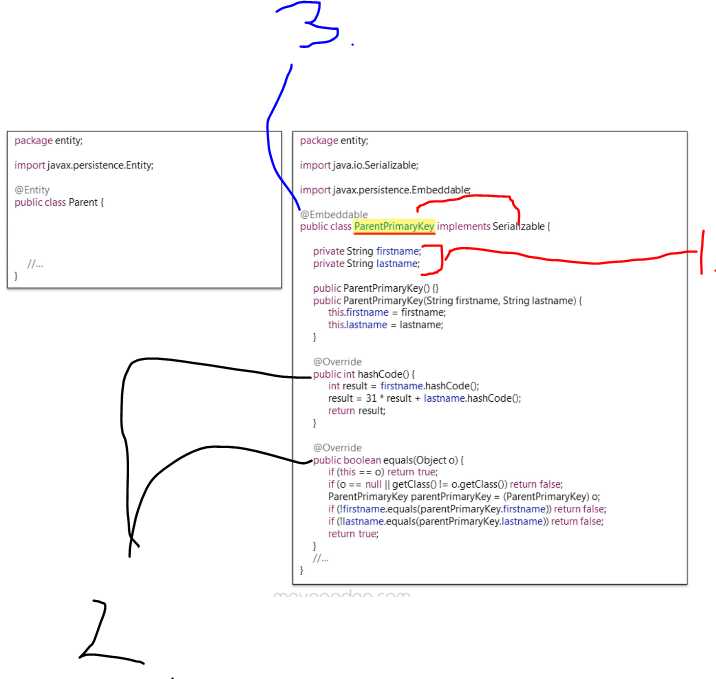 3.
package entity;
import javax.persistence.Entity;
@Entity
public class Parent {
//...
}
package entity;
import java.io.Serializable;
import javax.persistence.Embeddable;
@Embeddable
public class ParentPrimaryKey implements Serializable {
private String firstname;
private String lastname;
1.
public ParentPrimaryKey() {}
public ParentPrimaryKey(String firstname, String lastname) {
this.firstname = firstname;
this.lastname = lastname;
}
@Override
public int hashCode() {
int result = firstname.hashCode();
result = 31 * result + lastname.hashCode();
return result;
}
@Override
public boolean equals(Object o) {
if (this == o) return true;
if (o == null || getClass() != o.getClass()) return false;
ParentPrimaryKey parentPrimaryKey = (ParentPrimaryKey) o;
if (!firstname.equals(parentPrimaryKey.firstname)) return false;
if (!lastname.equals(parentPrimaryKey.lastname)) return false;
return true;
}
//...
}
2